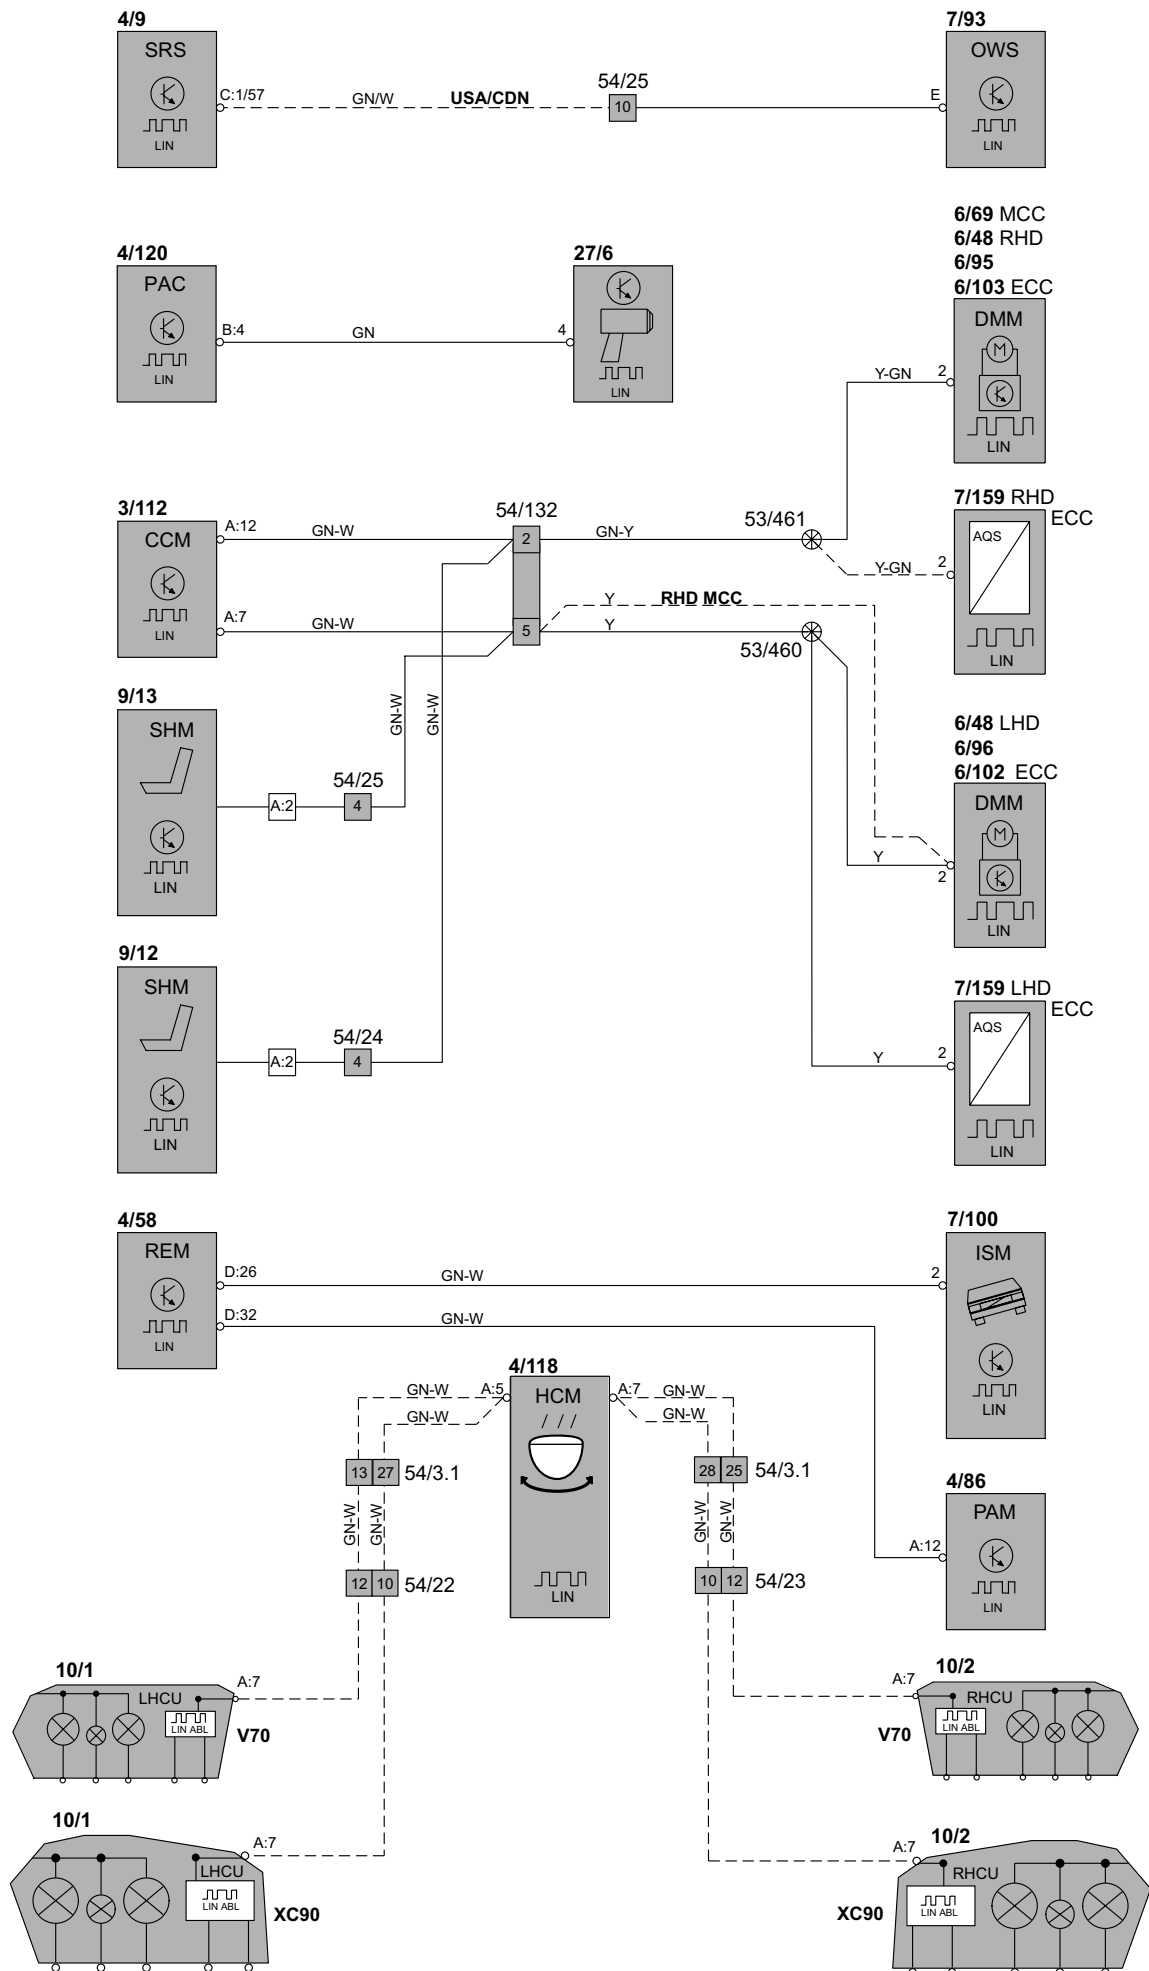 4/9
SRS
LIN
C:1/57
GN/W
USA/CDN
54/25
10
E
7/93
OWS
LIN
4/120
PAC
LIN
B:4
GN
4
27/6
LIN
6/69 MCC
6/48 RHD
6/95
6/103 ECC
DMM
M
LIN
Y-GN
2
3/112
CCM
LIN
A:12
GN-W
A:7
GN-W
54/132
2
5
GN-Y
53/461
Y-GN
2
7/159 RHD
ECC
AQS
LIN
Y
RHD MCC
Y
53/460
9/13
SHM
LIN
A:2
54/25
4
GN-W
GN-W
6/48 LHD
6/96
6/102 ECC
DMM
M
LIN
Y
2
9/12
SHM
LIN
A:2
54/24
4
7/159 LHD
ECC
AQS
LIN
Y
2
4/58
REM
LIN
D:26
GN-W
2
D:32
GN-W
7/100
ISM
LIN
4/118
HCM
LIN
A:5
GN-W
GN-W
A:7
GN-W
GN-W
13
27
54/3.1
28
25
54/3.1
GN-W
GN-W
GN-W
GN-W
12
10
54/22
10
12
54/23
4/86
PAM
LIN
A:12
10/1
LHCU
LIN ABL
A:7
V70
10/2
RHCU
LIN ABL
A:7
V70
10/1
LHCU
LIN ABL
A:7
XC90
10/2
RHCU
LIN ABL
A:7
XC90